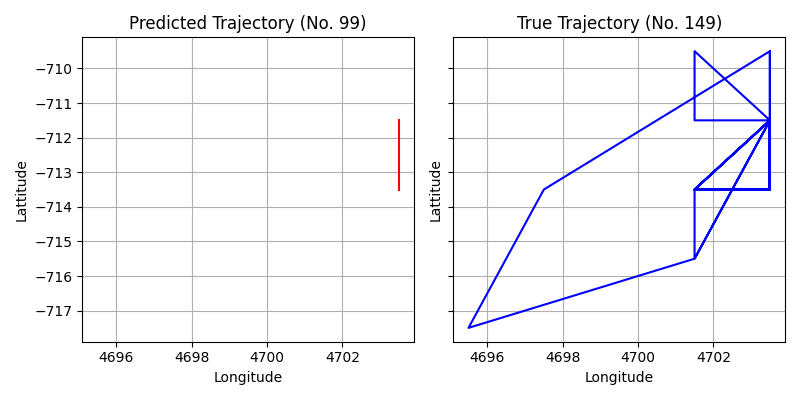 Predicted Trajectory (No. 99)
True Trajectory (No. 149)
Lattitude
−710
−711
−712
−713
−714
−715
−716
−717
4696
4698
4700
4702
Longitude
Lattitude
4696
4698
4700
4702
Longitude